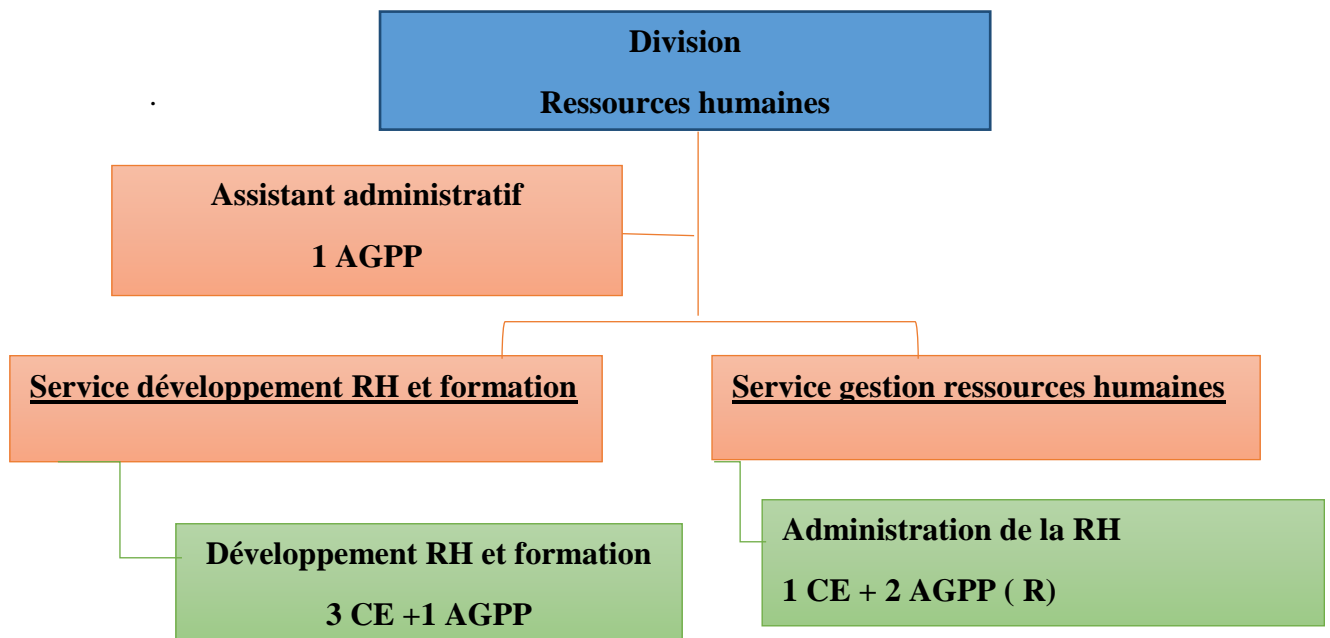 Division
Ressources humaines
.
Assistant administratif
1 AGPP
Service développement RH et formation
Service gestion ressources humaines
Développement RH et formation
3 CE +1 AGPP
Administration de la RH
1 CE + 2 AGPP ( R)